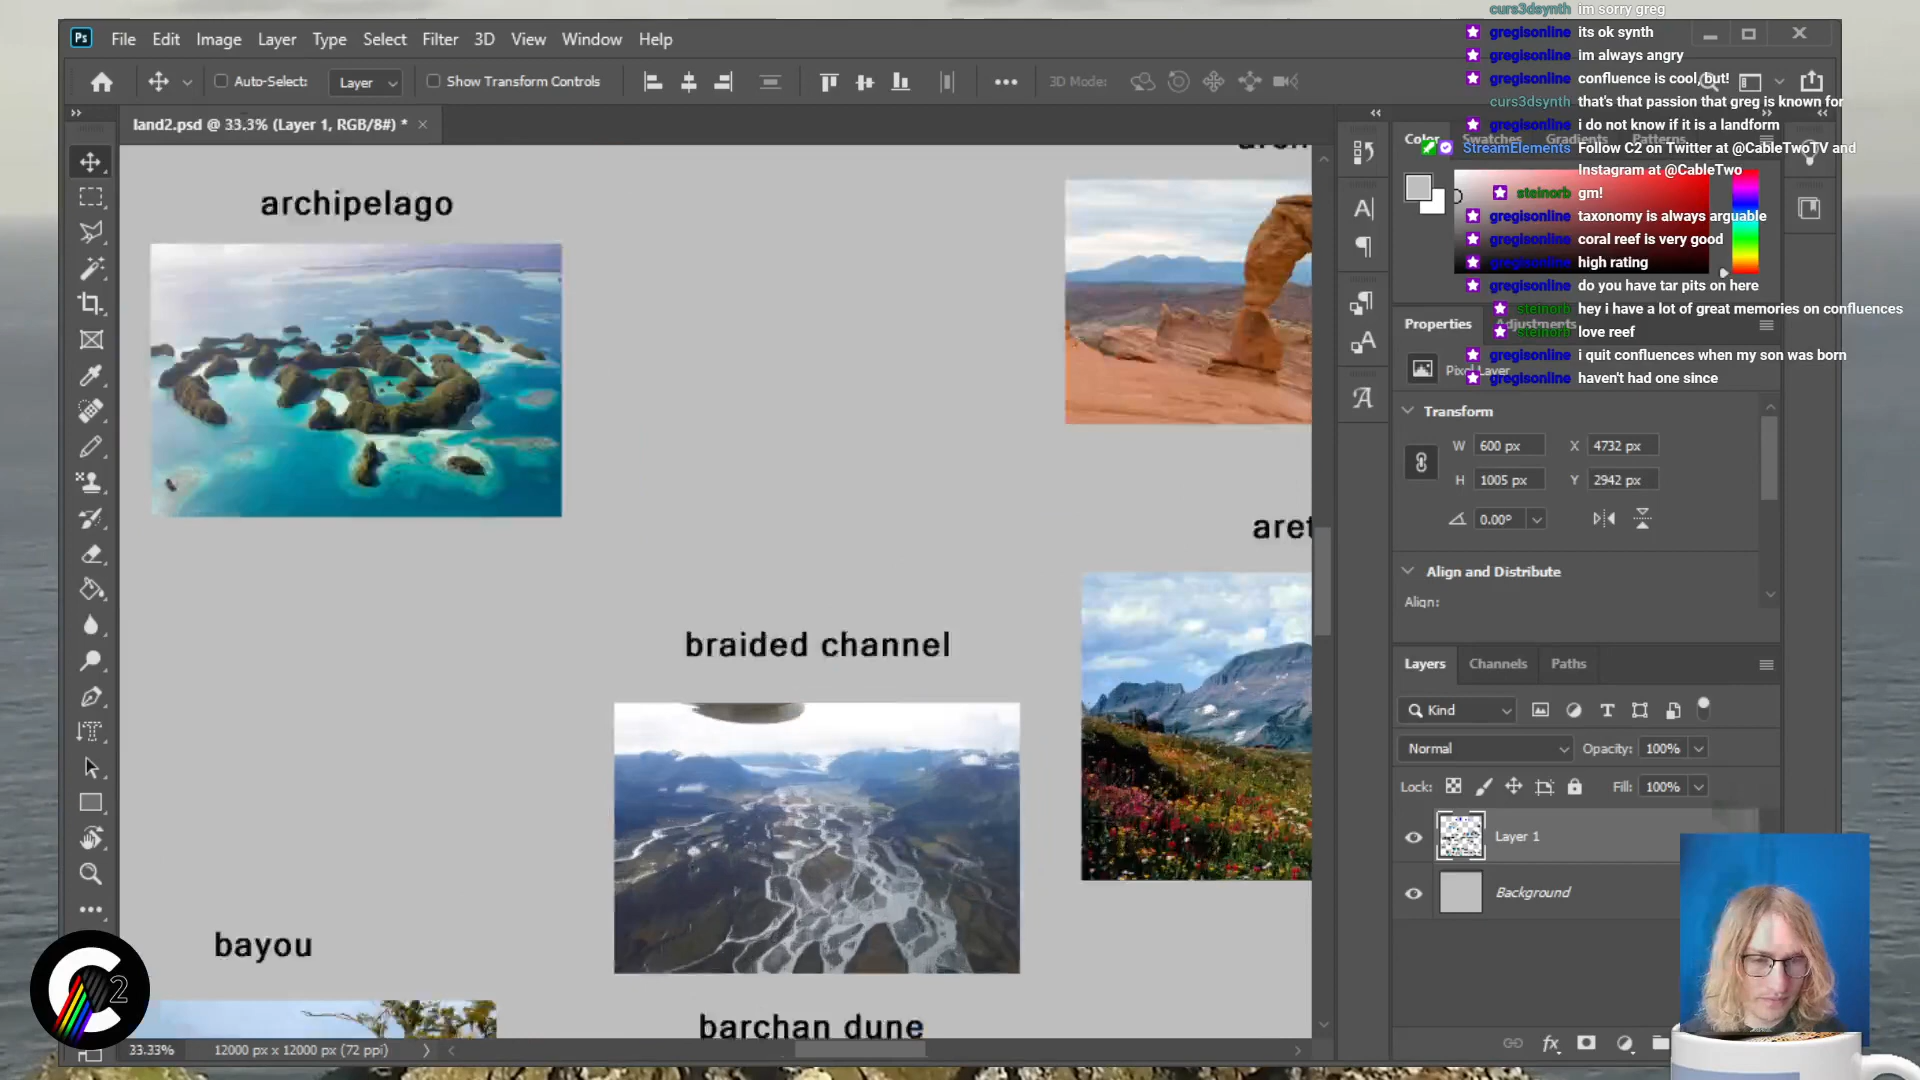 Ps File Edit Image Layer Type Select Filter 3D View Window Help
Auto-Select: Layer Show Transform Controls 3D Mode:
land2.psd @ 33.3% (Layer 1, RGB/8#) *
archipelago
braided channel
bayou
barchan dune
33.33% 12000 px x 12000 px (72 ppi)
C2
curs3dsynth im sorry greg
gregisonline its ok synth
gregisonline im always angry
gregisonline confluence is cool, but!
curs3dsynth that's that passion that greg is known for
gregisonline i do not know if it is a landform
StreamElements Follow C2 on Twitter at @CableTwoTV and
Instagram at @CableTwo
steinorb gm!
gregisonline taxonomy is always arguable
gregisonline coral reef is very good
gregisonline high rating
gregisonline do you have tar pits on here
steinorb hey i have a lot of great memories on confluences
steinorb love reef
gregisonline i quit confluences when my son was born
gregisonline haven't had one since
Color Swatches Gradients Patterns
Properties Adjustments
Pixel Layer
Transform
W 600 px X 4732 px
H 1005 px Y 2942 px
0.00°
Align and Distribute
Align:
Layers Channels Paths
Kind
Normal Opacity: 100%
Lock: Fill: 100%
Layer 1
Background
fx